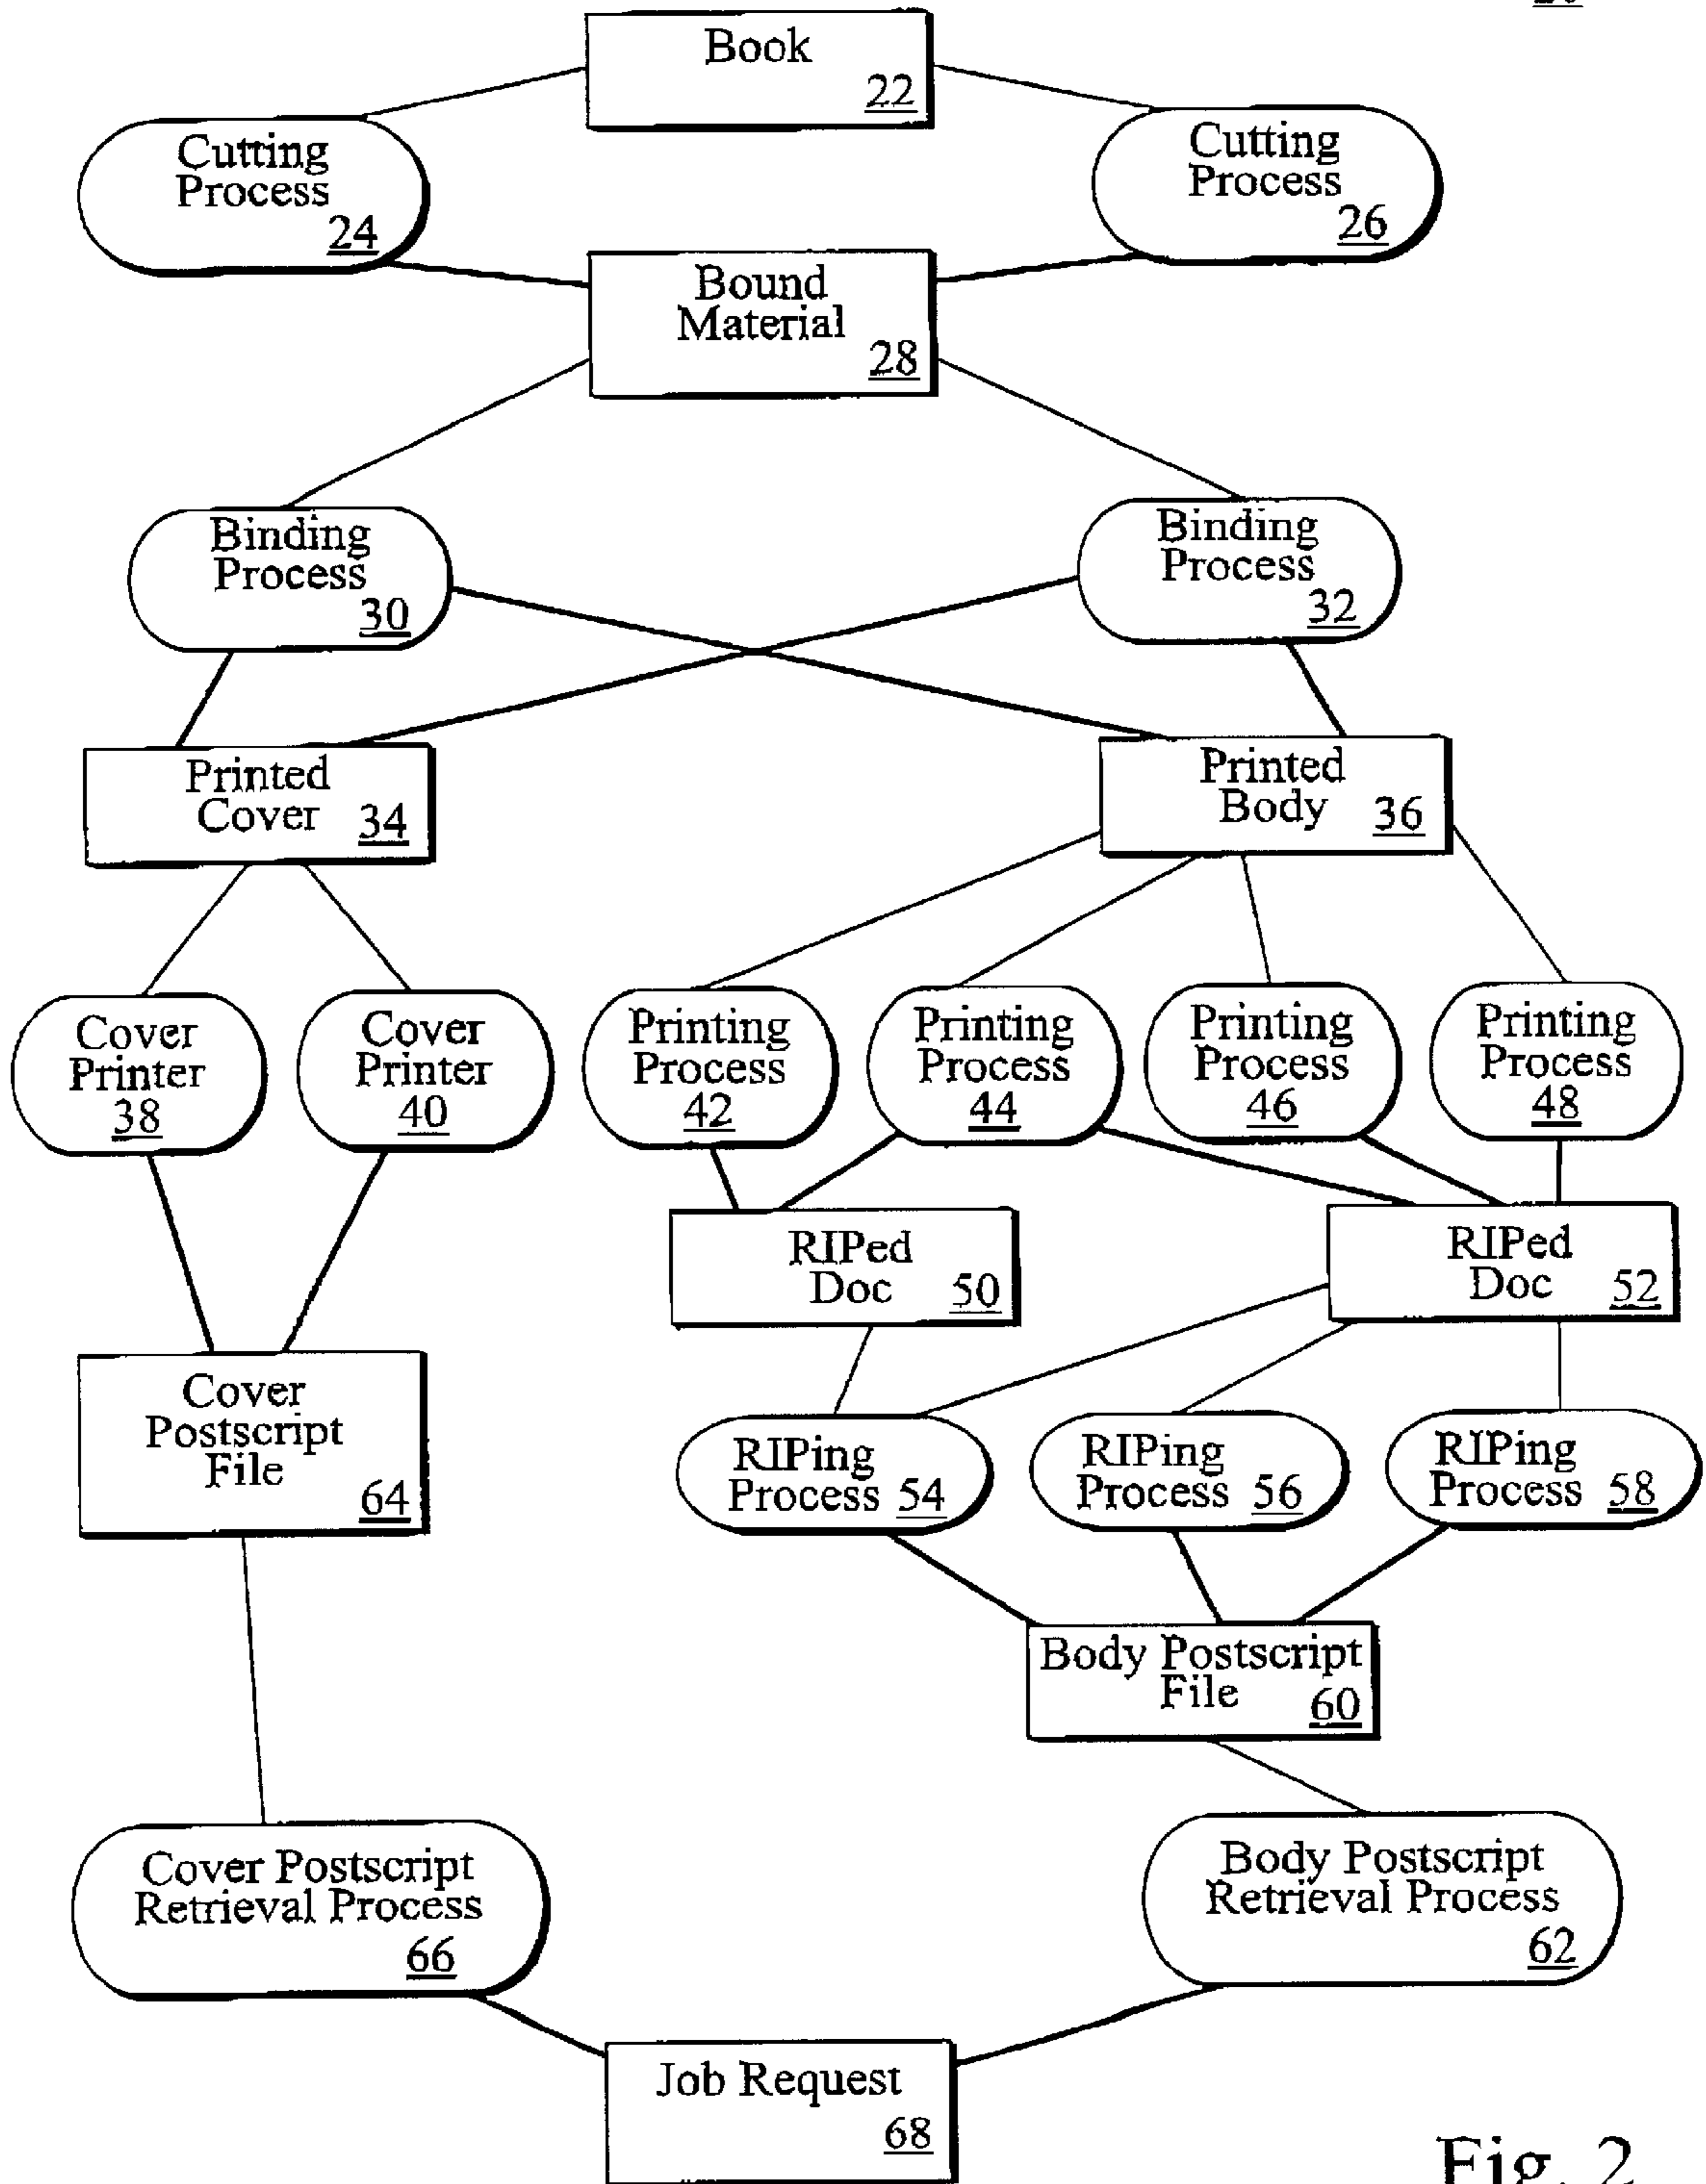 Book
22
Cutting
Process
24
Cutting
Process
26
Bound
Material
28
Binding
Process
30
Binding
Process
32
Printed
Cover 34
Printed
Body 36
Cover
Printer
38
Cover
Printer
40
Printing
Process
42
Printing
Process
44
Printing
Process
46
Printing
Process
48
RIPed
Doc 50
RIPed
Doc 52
Cover
Postscript
File
64
RIPing
Process 54
RIPing
Process 56
RIPing
Process 58
Body Postscript
File 60
Cover Postscript
Retrieval Process
66
Body Postscript
Retrieval Process
62
Job Request
68
Fig. 2